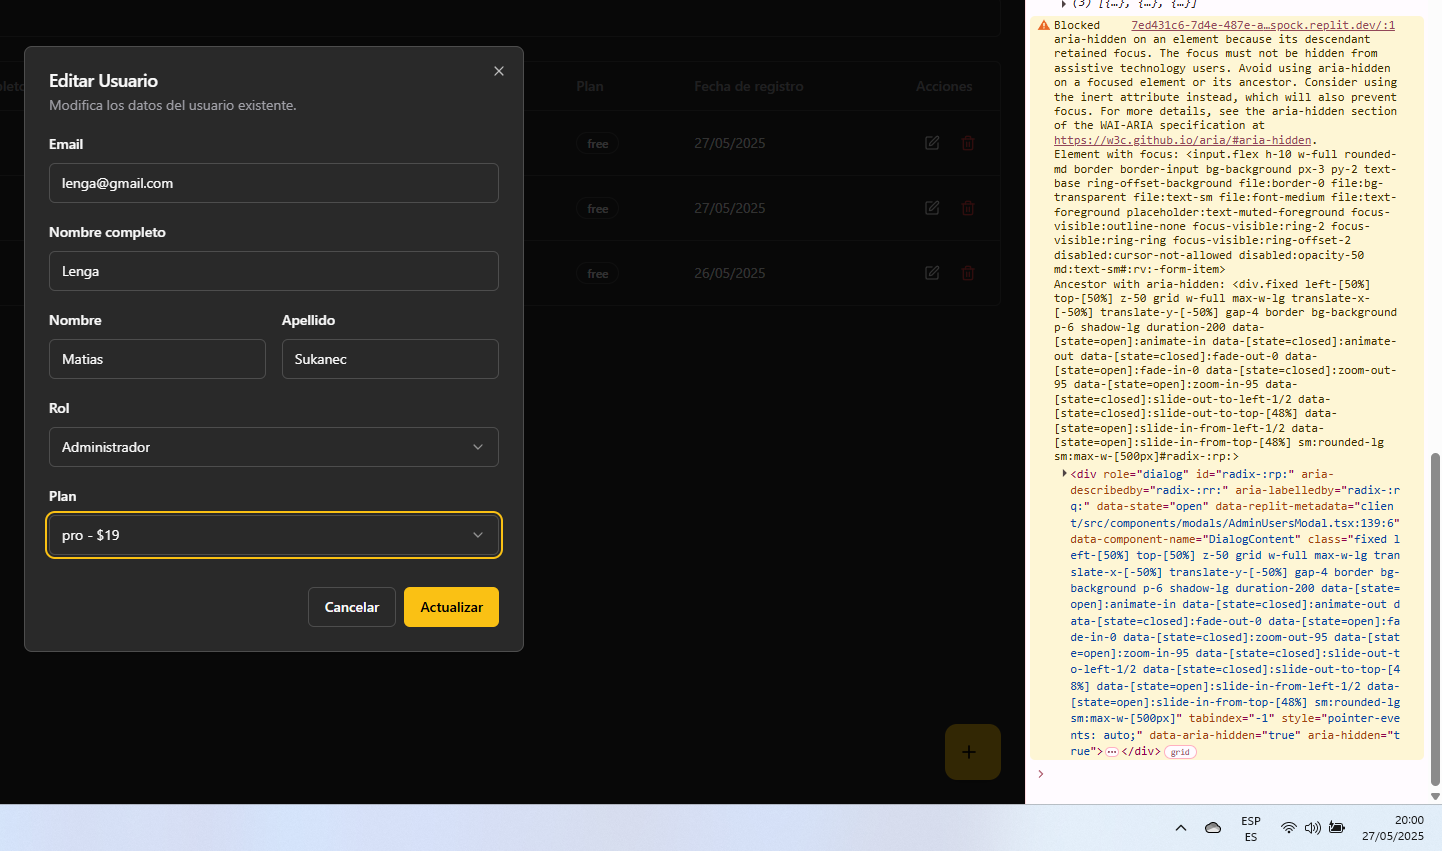 Editar Usuario
Modifica los datos del usuario existente.
Email
lenga@gmail.com
Nombre completo
Lenga
Nombre
Apellido
Matias
Sukanec
Rol
Administrador
Plan
pro - $19
Cancelar
Actualizar
Plan
Fecha de registro
Acciones
free
27/05/2025
free
27/05/2025
free
26/05/2025
+
(3) [{…}, {…}, {…}]
Blocked 7ed431c6-7d4e-487e-a…spock.replit.dev/:1
aria-hidden on an element because its descendant
retained focus. The focus must not be hidden from
assistive technology users. Avoid using aria-hidden
on a focused element or its ancestor. Consider using
the inert attribute instead, which will also prevent
focus. For more details, see the aria-hidden section
of the WAI-ARIA specification at
https://w3c.github.io/aria/#aria-hidden.
Element with focus: <input.flex h-10 w-full rounded-
md border border-input bg-background px-3 py-2 text-
base ring-offset-background file:border-0 file:bg-
transparent file:text-sm file:font-medium file:text-
foreground placeholder:text-muted-foreground focus-
visible:outline-none focus-visible:ring-2 focus-
visible:ring-ring focus-visible:ring-offset-2
disabled:cursor-not-allowed disabled:opacity-50
md:text-sm#:rv:-form-item>
Ancestor with aria-hidden: <div.fixed left-[50%]
top-[50%] z-50 grid w-full max-w-lg translate-x-
[-50%] translate-y-[-50%] gap-4 border bg-background
p-6 shadow-lg duration-200 data-
[state=open]:animate-in data-[state=closed]:animate-
out data-[state=closed]:fade-out-0 data-
[state=open]:fade-in-0 data-[state=closed]:zoom-out-
95 data-[state=open]:zoom-in-95 data-
[state=closed]:slide-out-to-left-1/2 data-
[state=closed]:slide-out-to-top-[48%] data-
[state=open]:slide-in-from-left-1/2 data-
[state=open]:slide-in-from-top-[48%] sm:rounded-lg
sm:max-w-[500px]#radix-:rp:>
<div role="dialog" id="radix-:rp:" aria-
describedby="radix-:rr:" aria-labelledby="radix-:r
q:" data-state="open" data-replit-metadata="clien
t/src/components/modals/AdminUsersModal.tsx:139:6"
data-component-name="DialogContent" class="fixed l
eft-[50%] top-[50%] z-50 grid w-full max-w-lg tran
slate-x-[-50%] translate-y-[-50%] gap-4 border bg-
background p-6 shadow-lg duration-200 data-[state=
open]:animate-in data-[state=closed]:animate-out d
ata-[state=closed]:fade-out-0 data-[state=open]:fa
de-in-0 data-[state=closed]:zoom-out-95 data-[stat
e=open]:zoom-in-95 data-[state=closed]:slide-out-t
o-left-1/2 data-[state=closed]:slide-out-to-top-[4
8%] data-[state=open]:slide-in-from-left-1/2 data-
[state=open]:slide-in-from-top-[48%] sm:rounded-lg
sm:max-w-[500px]" tabindex="-1" style="pointer-eve
nts: auto;" data-aria-hidden="true" aria-hidden="t
rue">…</div> grid
ESP
ES
20:00
27/05/2025